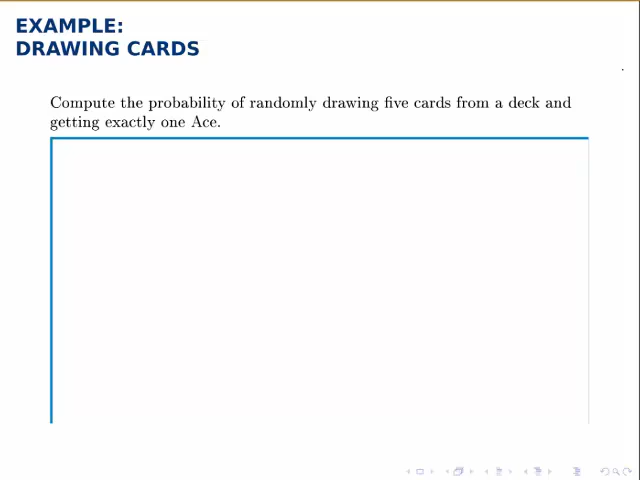 EXAMPLE:
DRAWING CARDS
Compute the probability of randomly drawing five cards from a deck and
getting exactly one Ace.